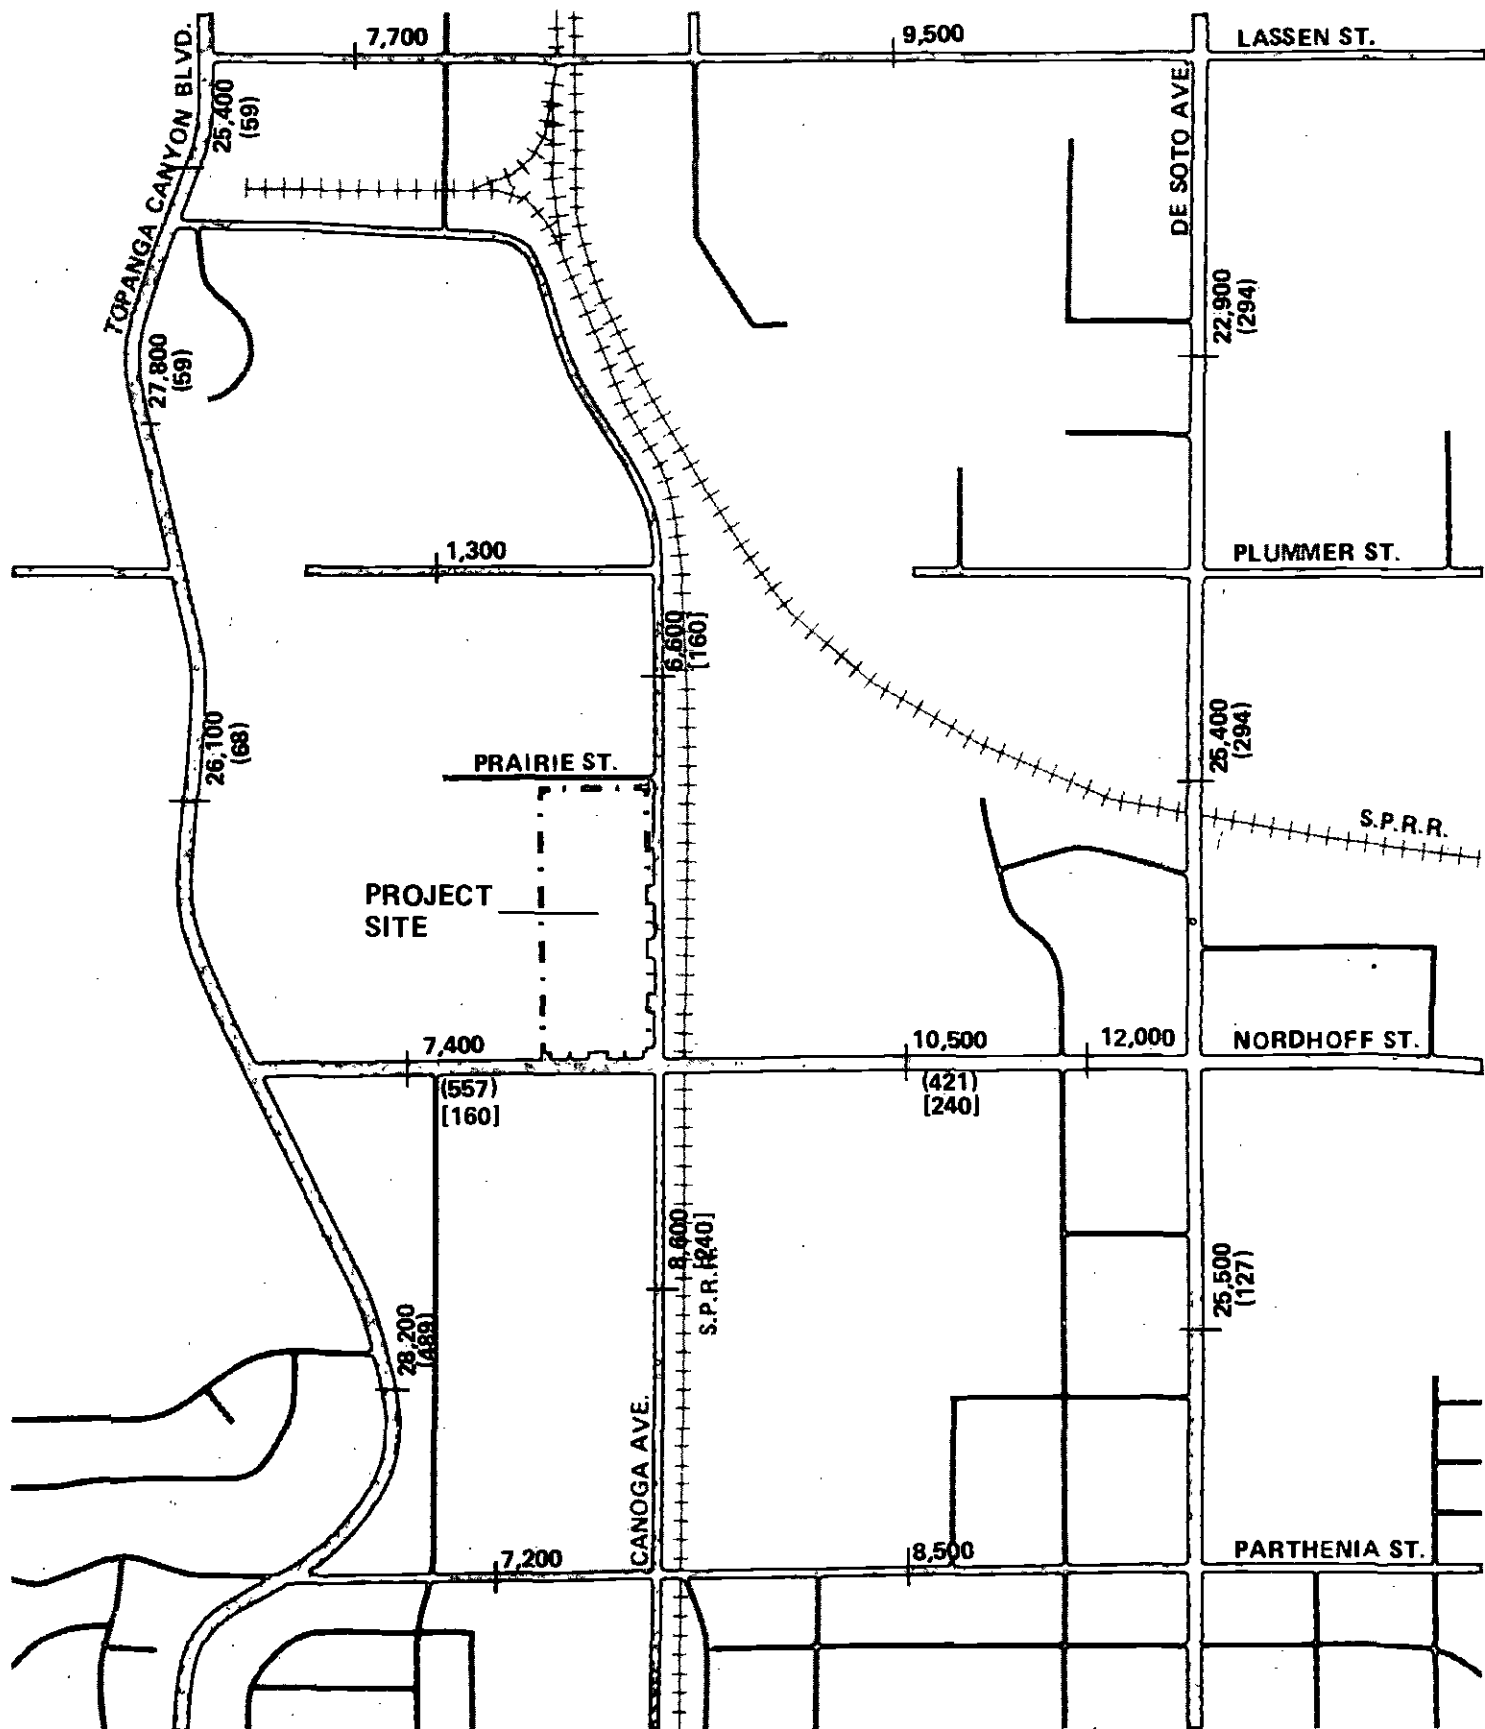 7,700
9,500
LASSEN ST.
TOPANGA CANYON BLVD.
25,400
(59)
DE SOTO AVE.
22,900
(294)
27,800
(59)
1,300
PLUMMER ST.
6,600
[160]
26,100
(68)
PRAIRIE ST.
25,400
(294)
S.P.R.R.
PROJECT
SITE
7,400
10,500
12,000
NORDHOFF ST.
(557)
[160]
(421)
[240]
8,600
[240]
S.P.R.R.
25,500
(127)
28,200
(489)
CANOGA AVE.
7,200
8,500
PARTHENIA ST.